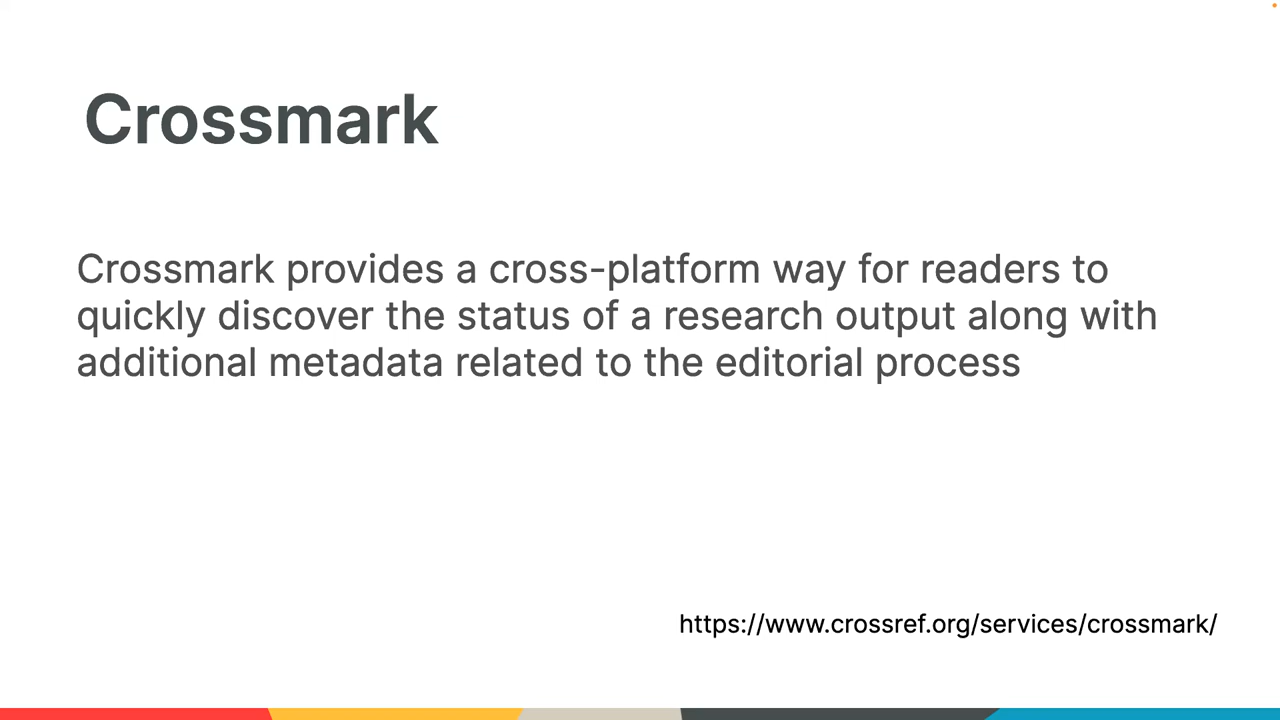 Crossmark
Crossmark provides a cross-platform way for readers to
quickly discover the status of a research output along with
additional metadata related to the editorial process
https://www.crossref.org/services/crossmark/